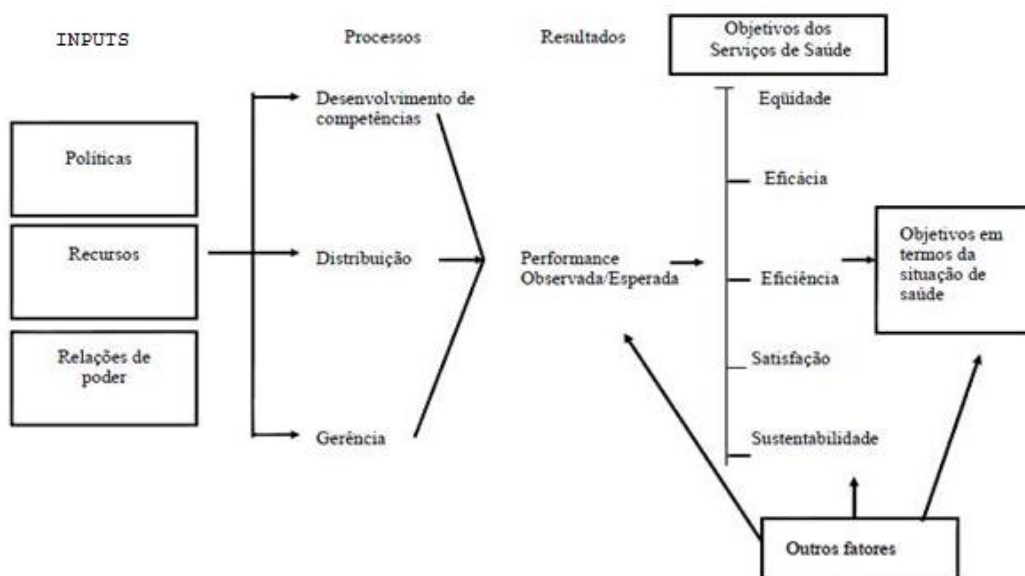 INPUTS
Processos
Resultados
Objetivos dos
Serviços de Saúde
Políticas
Recursos
Relações de
poder
Desenvolvimento de
competências
Distribuição
Gerência
Performance
Observada/Esperada
Eqüidade
Eficácia
Eficiência
Satisfação
Sustentabilidade
Objetivos em
termos da
situação de
saúde
Outros fatores